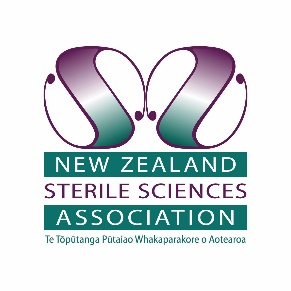 NEW ZEALAND
STERILE SCIENCES
ASSOCIATION
Te Tōpūtanga Pūtaiao Whakaparakore o Aotearoa